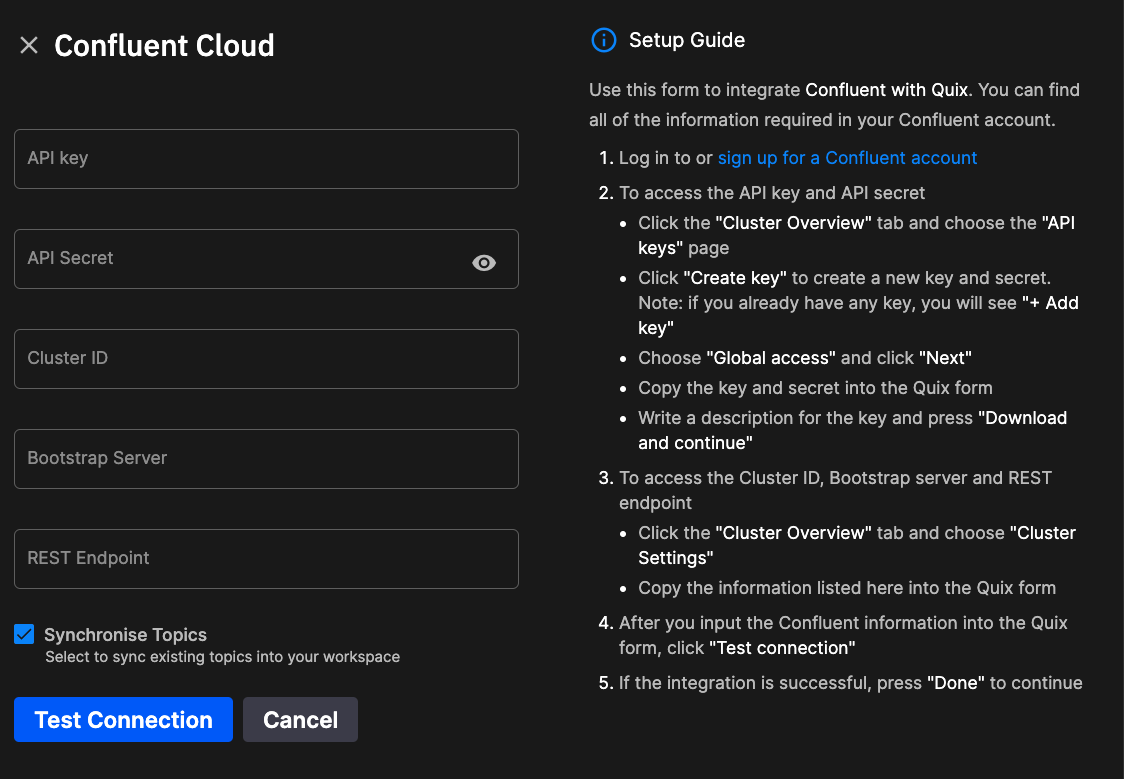 Confluent Cloud
API key
API Secret
Cluster ID
Bootstrap Server
REST Endpoint
Synchronise Topics
Select to sync existing topics into your workspace
Test Connection
Cancel
Setup Guide
Use this form to integrate Confluent with Quix. You can find
all of the information required in your Confluent account.
1. Log in to or sign up for a Confluent account
2. To access the API key and API secret
• Click the "Cluster Overview" tab and choose the "API
keys" page
• Click "Create key" to create a new key and secret.
Note: if you already have any key, you will see "+ Add
key"
• Choose "Global access" and click "Next"
• Copy the key and secret into the Quix form
• Write a description for the key and press "Download
and continue"
3. To access the Cluster ID, Bootstrap server and REST
endpoint
• Click the "Cluster Overview" tab and choose "Cluster
Settings"
• Copy the information listed here into the Quix form
4. After you input the Confluent information into the Quix
form, click "Test connection"
5. If the integration is successful, press "Done" to continue